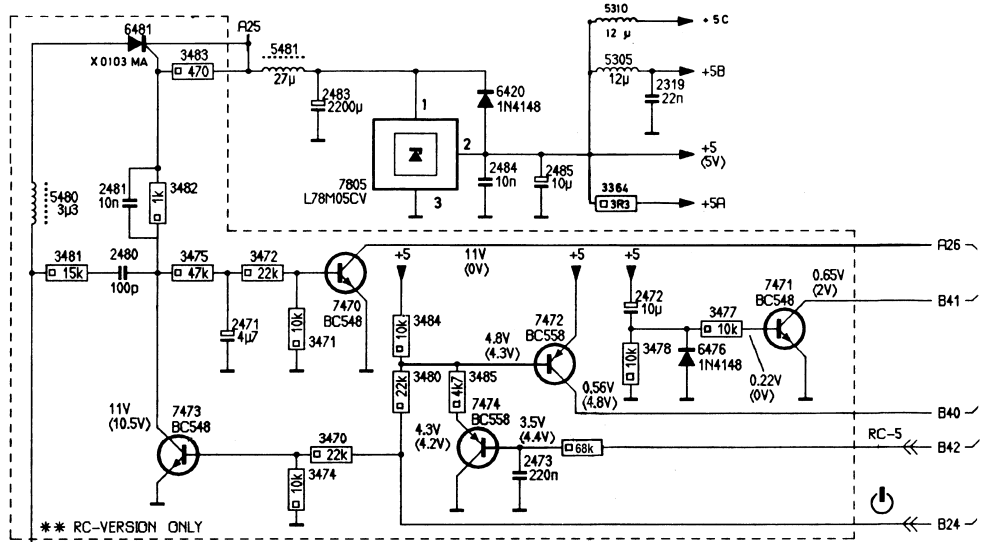 6481
X 0103 MA
A25
3483
470
5481
27µ
2483
2200µ
1
6420
1N4148
2
7805
L78M05CV
3
2484
10n
2485
10µ
5310
12 µ
+ 5C
5305
12µ
+5B
2319
22n
+5
(5V)
3364
3R3
+5A
5480
3µ3
2481
10n
3482
1k
3481
15k
2480
100p
3475
47k
3472
22k
2471
4µ7
10k
3471
7470
BC548
11V
(0V)
A26
+5
+5
+5
10k
3484
22k
3480
4k7
3485
4.8V
(4.3V)
7472
BC558
2472
10µ
10k
3478
6476
1N4148
3477
10k
7471
BC548
0.65V
(2V)
B41
0.22V
(0V)
0.56V
(4.8V)
B40
11V
(10.5V)
7473
BC548
3470
22k
10k
3474
4.3V
(4.2V)
7474
BC558
3.5V
(4.4V)
68k
2473
220n
RC-5
B42
B24
** RC-VERSION ONLY